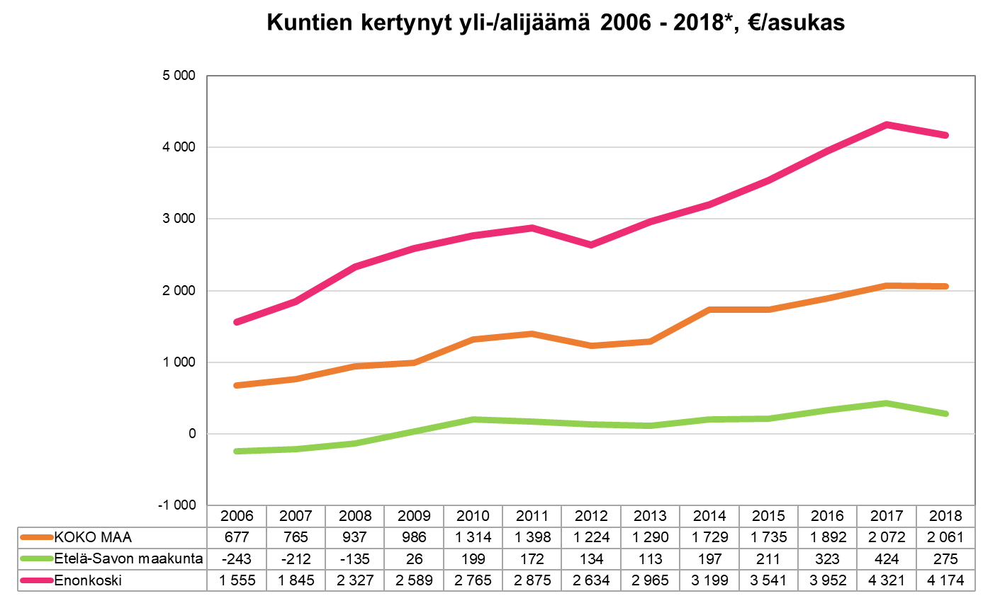 Kuntien kertynyt yli-/alijäämä 2006 - 2018*, €/asukas
5 000
4 000
3 000
2 000
1 000
0
-1 000
2006 2007 2008 2009 2010 2011 2012 2013 2014 2015 2016 2017 2018
KOKO MAA 677 765 937 986 1 314 1 398 1 224 1 290 1 729 1 735 1 892 2 072 2 061
Etelä-Savon maakunta -243 -212 -135 26 199 172 134 113 197 211 323 424 275
Enonkoski 1 555 1 845 2 327 2 589 2 765 2 875 2 634 2 965 3 199 3 541 3 952 4 321 4 174